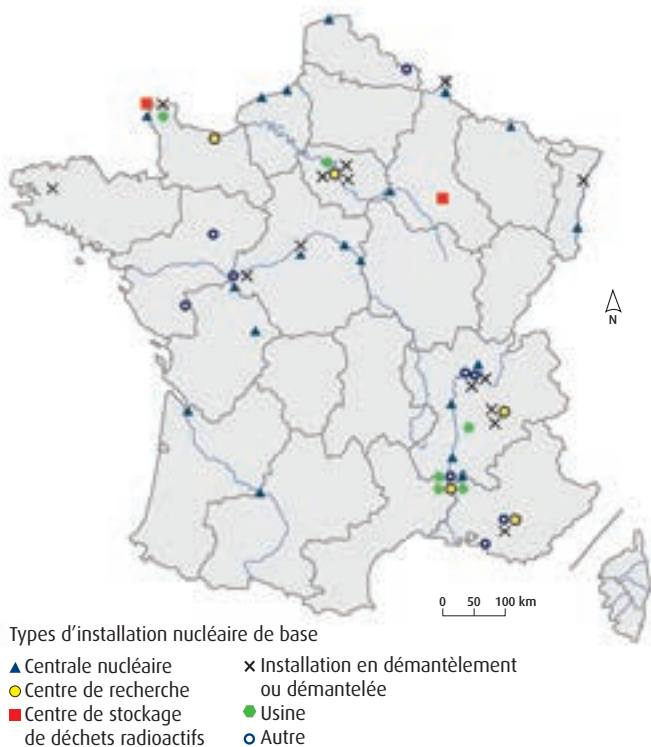 N
0 50 100 km
Types d'installation nucléaire de base
Centrale nucléaire
Centre de recherche
Centre de stockage
de déchets radioactifs
Installation en démantèlement
ou démantelée
Usine
Autre